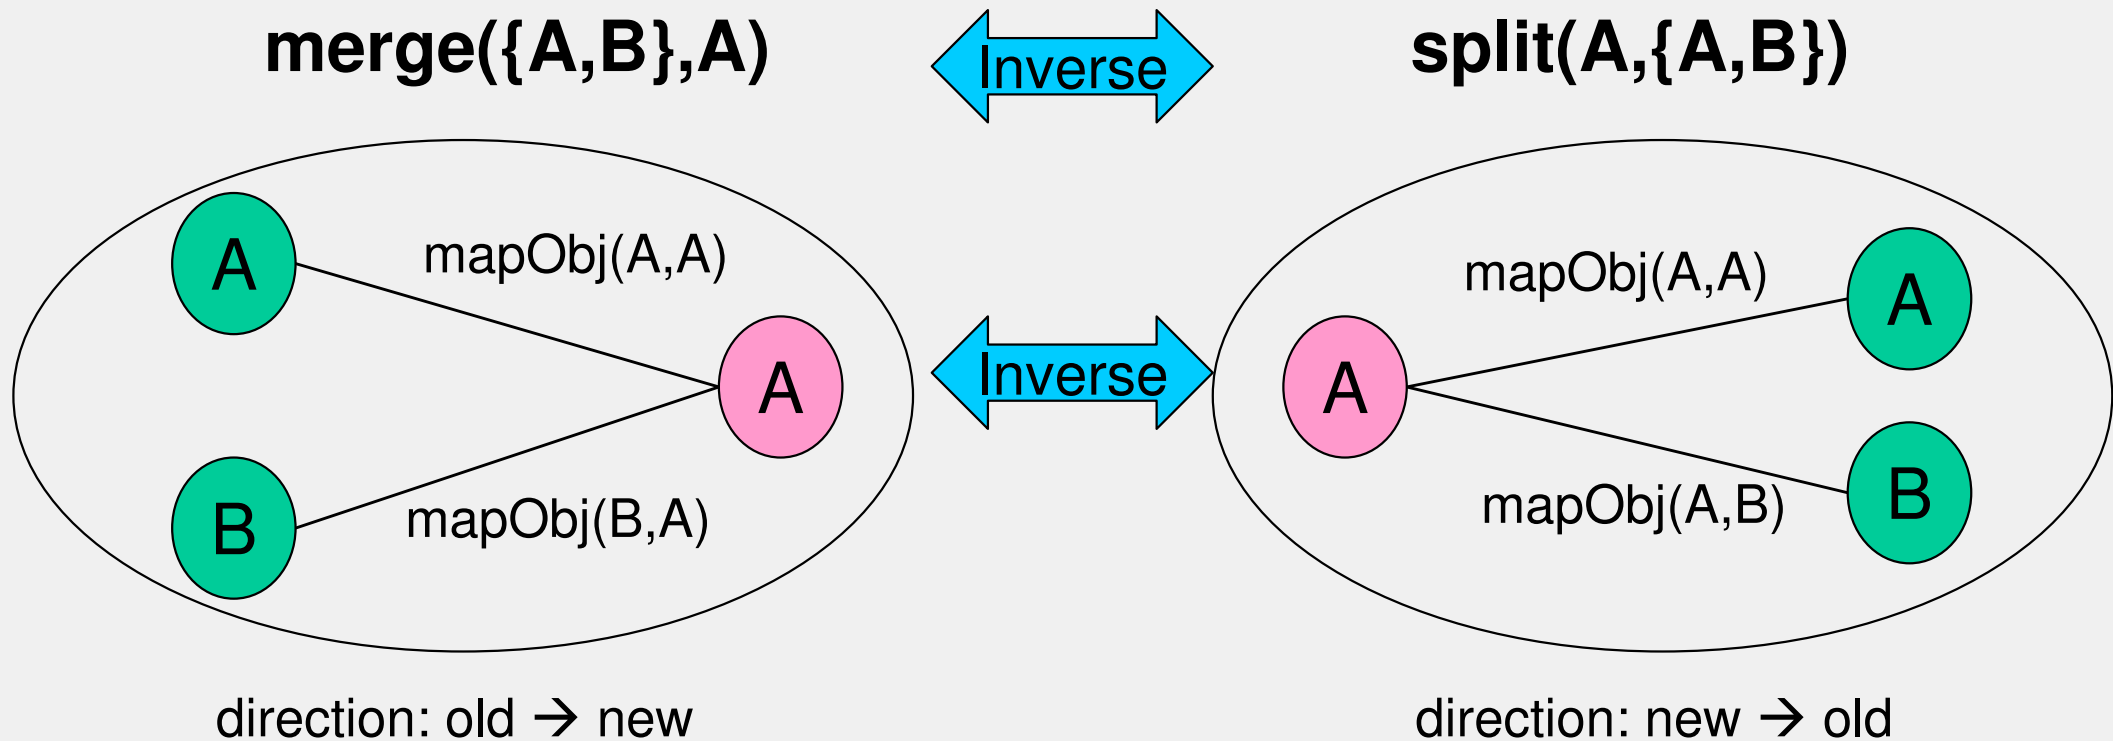 merge({A,B},A)
Inverse
split(A,{A,B})
A
mapObj(A,A)
A
B
mapObj(B,A)
Inverse
A
mapObj(A,A)
A
mapObj(A,B)
B
direction: old → new
direction: new → old